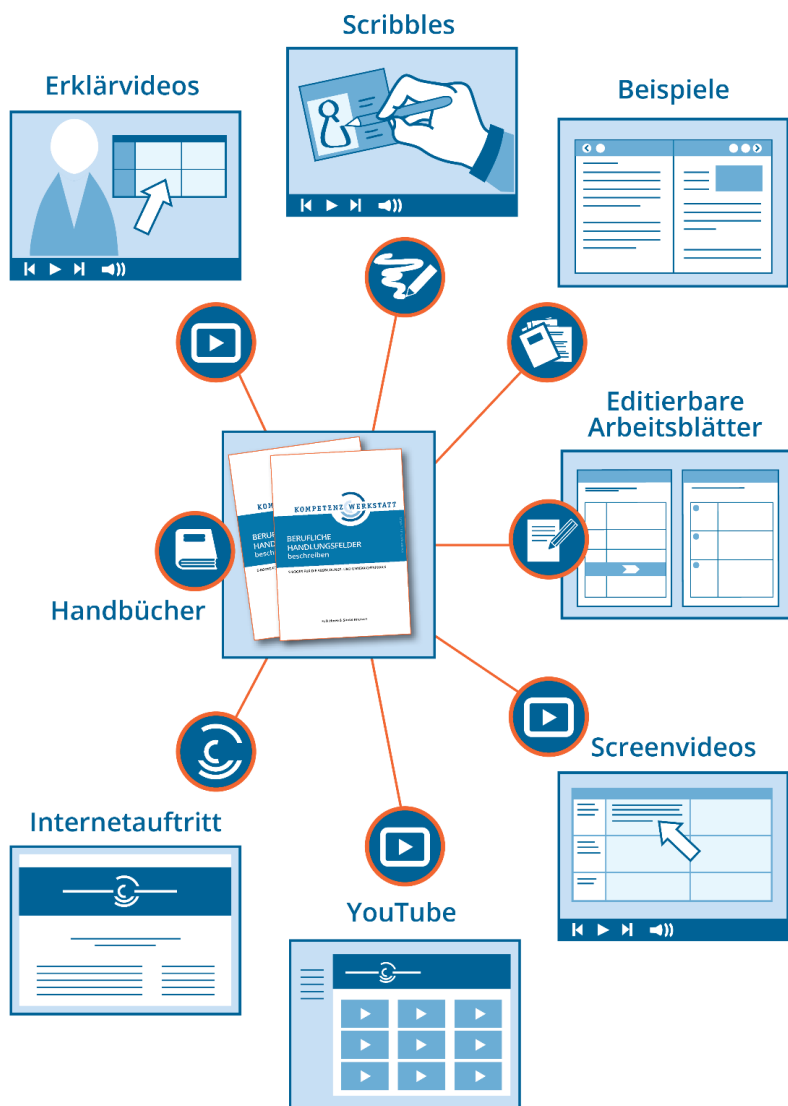 Scribbles
Erklärvideos
Beispiele
Editierbare
Arbeitsblätter
KOMPETENZ WERKSTATT
BERUFLICHE
HANDLUNGSFELDER
beschreiben
Handbücher
Screenvideos
Internetauftritt
YouTube